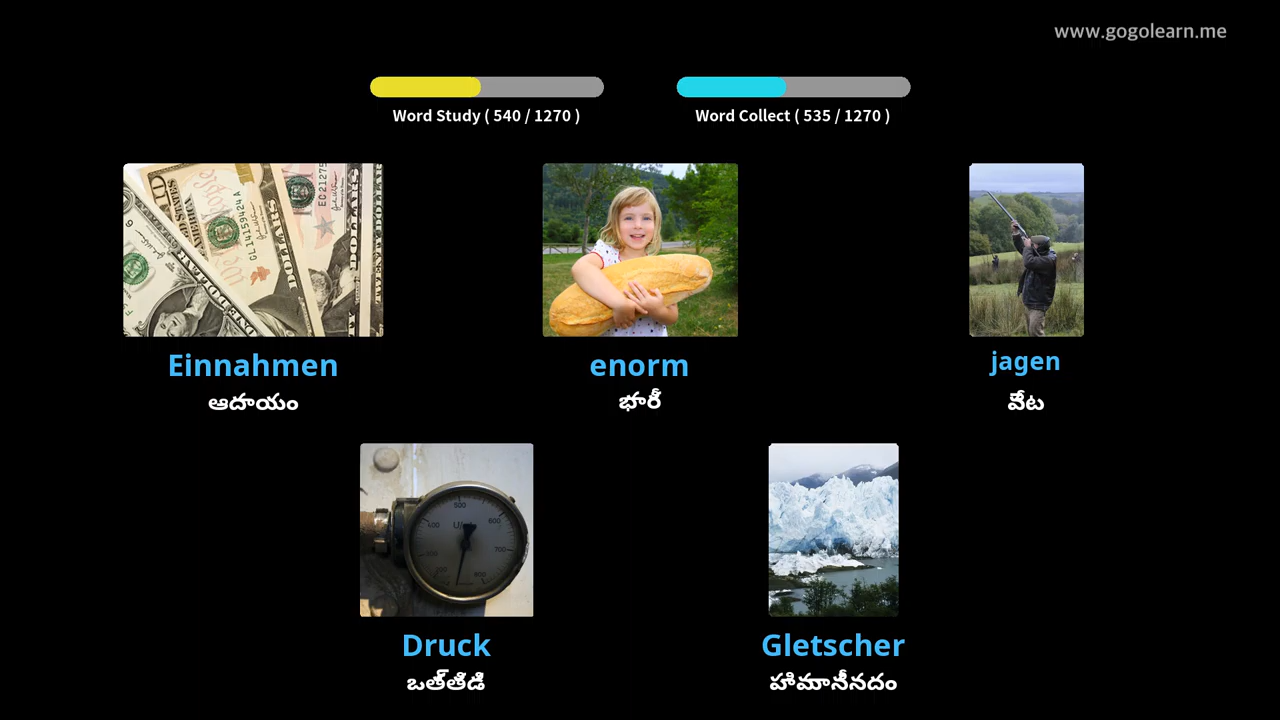 www.gogolearn.me
Word Study ( 540 / 1270 )
Word Collect ( 535 / 1270 )
Einnahmen
enorm
jagen
ఆదాయం
భారీ
వేట
Druck
Gletscher
ఒత్తిడి
హిమానీనదం